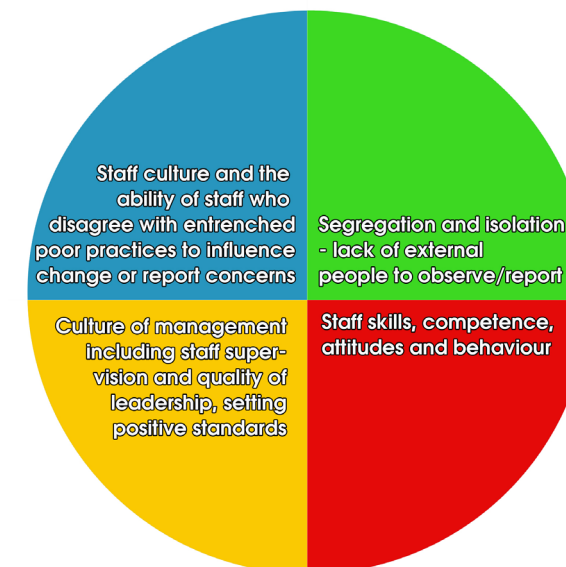 Staff culture and the
ability of staff who
disagree with entrenched
poor practices to influence
change or report concerns
Segregation and isolation
- lack of external
people to observe/report
Culture of management
including staff super-
vision and quality of
leadership, setting
positive standards
Staff skills, competence,
attitudes and behaviour